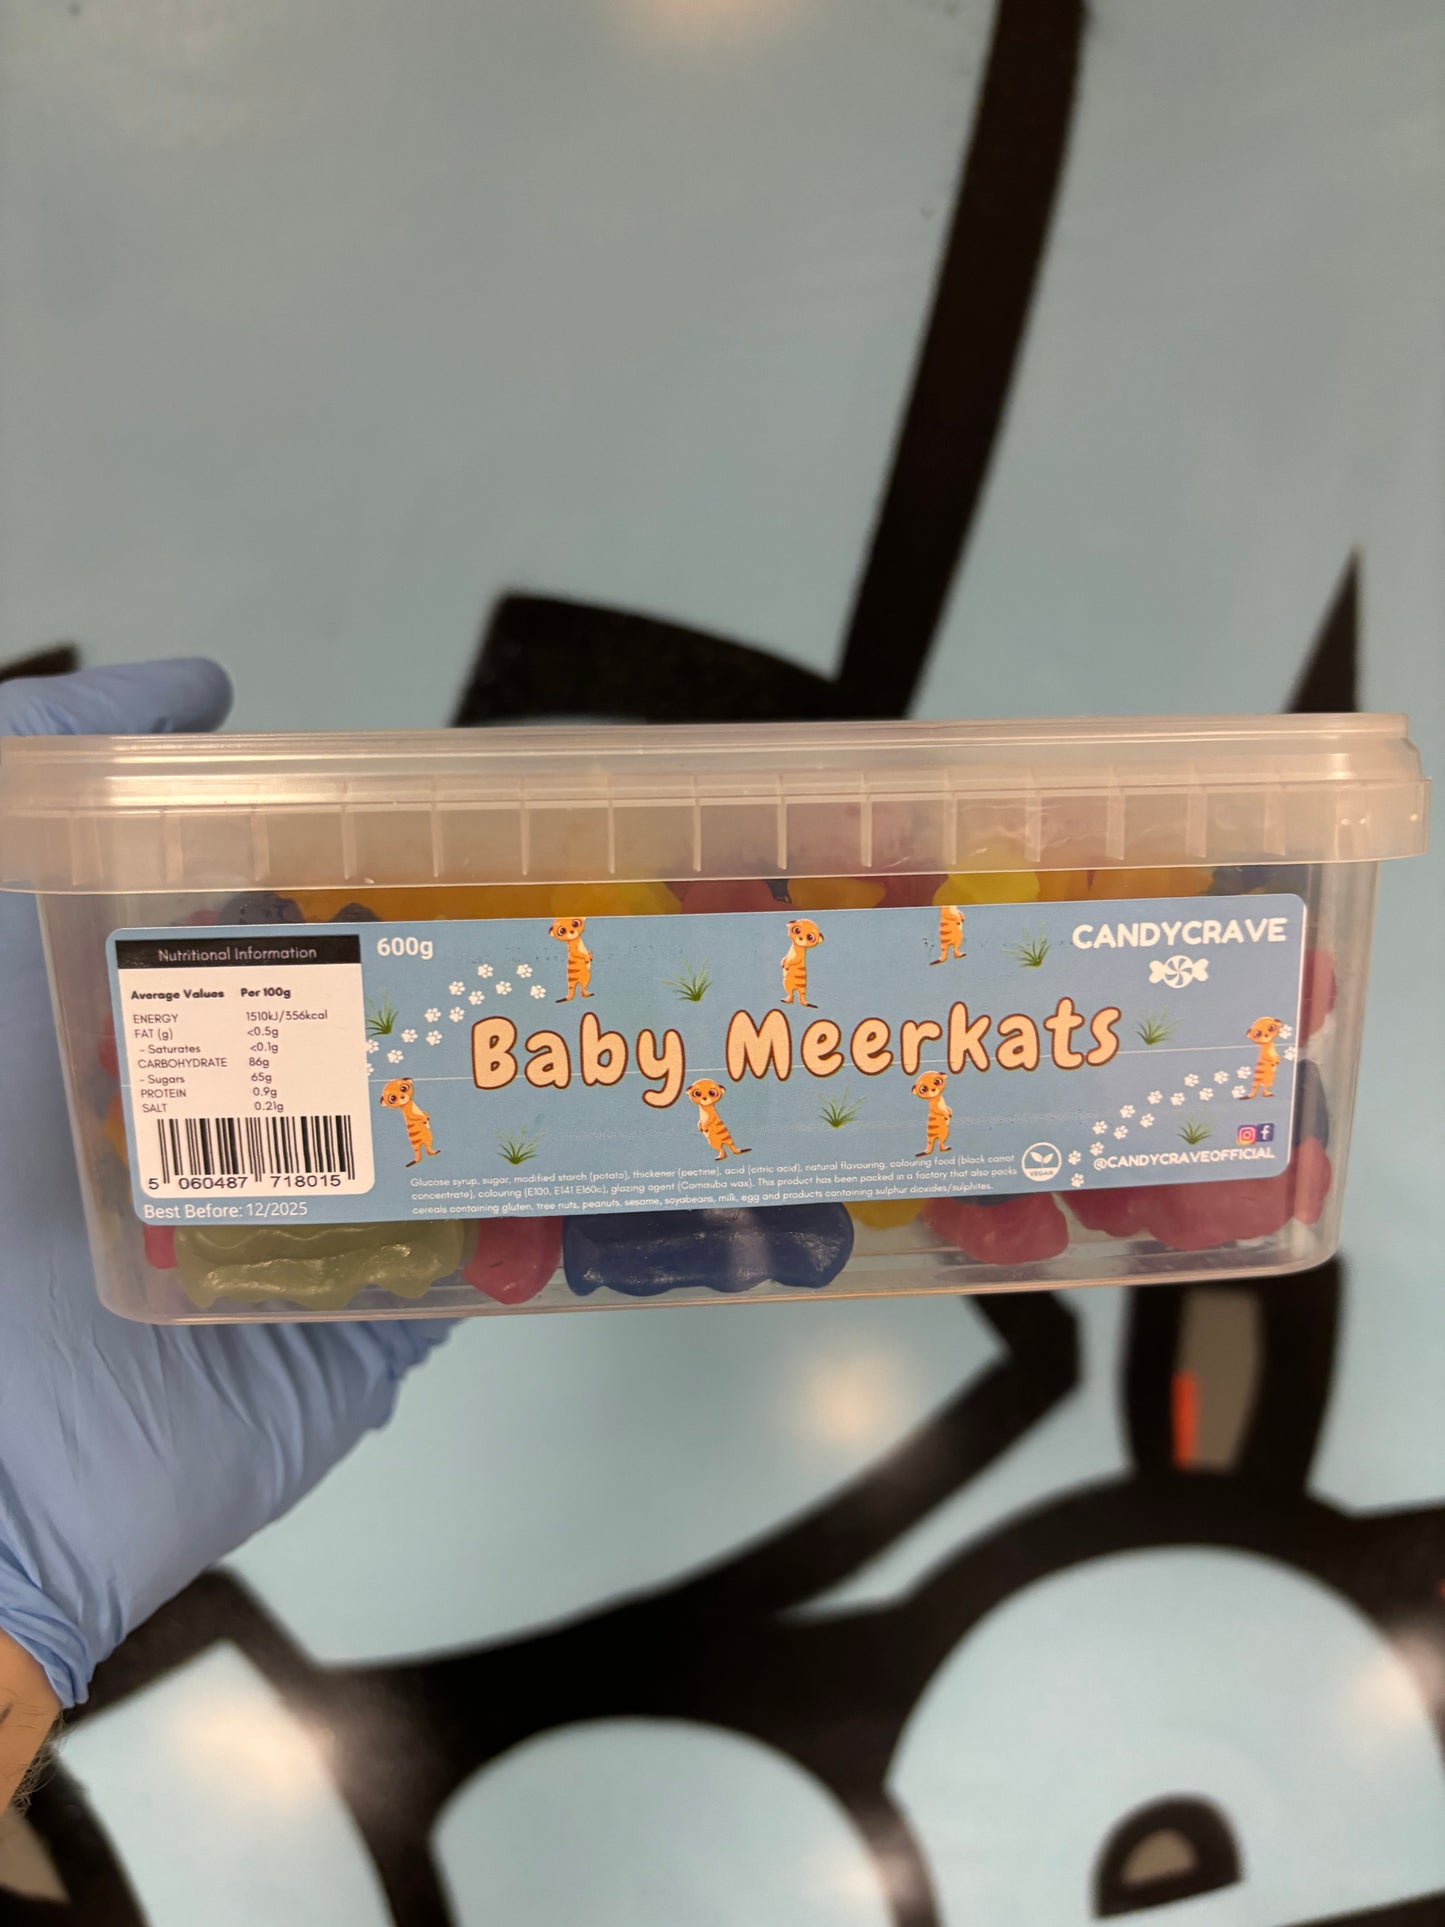 Nutritional Information
Average Values Per 100g
ENERGY 1510kJ/356kcal
FAT (g) <0.5g
- Saturates <0.1g
CARBOHYDRATE 86g
- Sugars 65g
PROTEIN 0.9g
SALT 0.21g
5 060487 718015
Best Before: 12/2025
600g
Baby Meerkats
CANDYCRAVE
Glucose syrup, sugar, modified starch (potato), thickener (pectine), acid (citric acid), natural flavouring, colouring food (black carrot
concentrate), colouring (E100, E141 E160c), glazing agent (Carnauba wax). This product has been packed in a factory that also packs
cereals containing gluten, tree nuts, peanuts, sesame, soyabeans, milk, egg and products containing sulphur dioxides/sulphites.
VEGAN
@CANDYCRAVEOFFICIAL